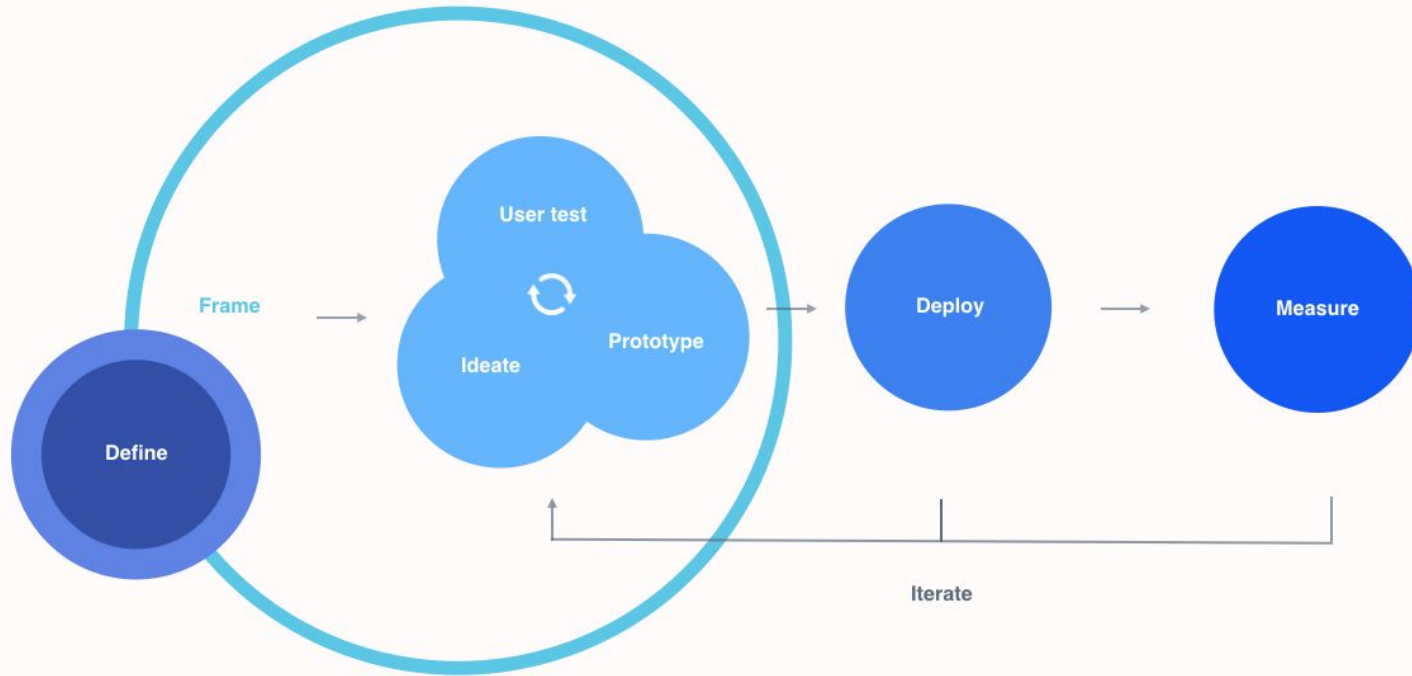 Define
Frame
User test
Ideate
Prototype
Deploy
Measure
Iterate